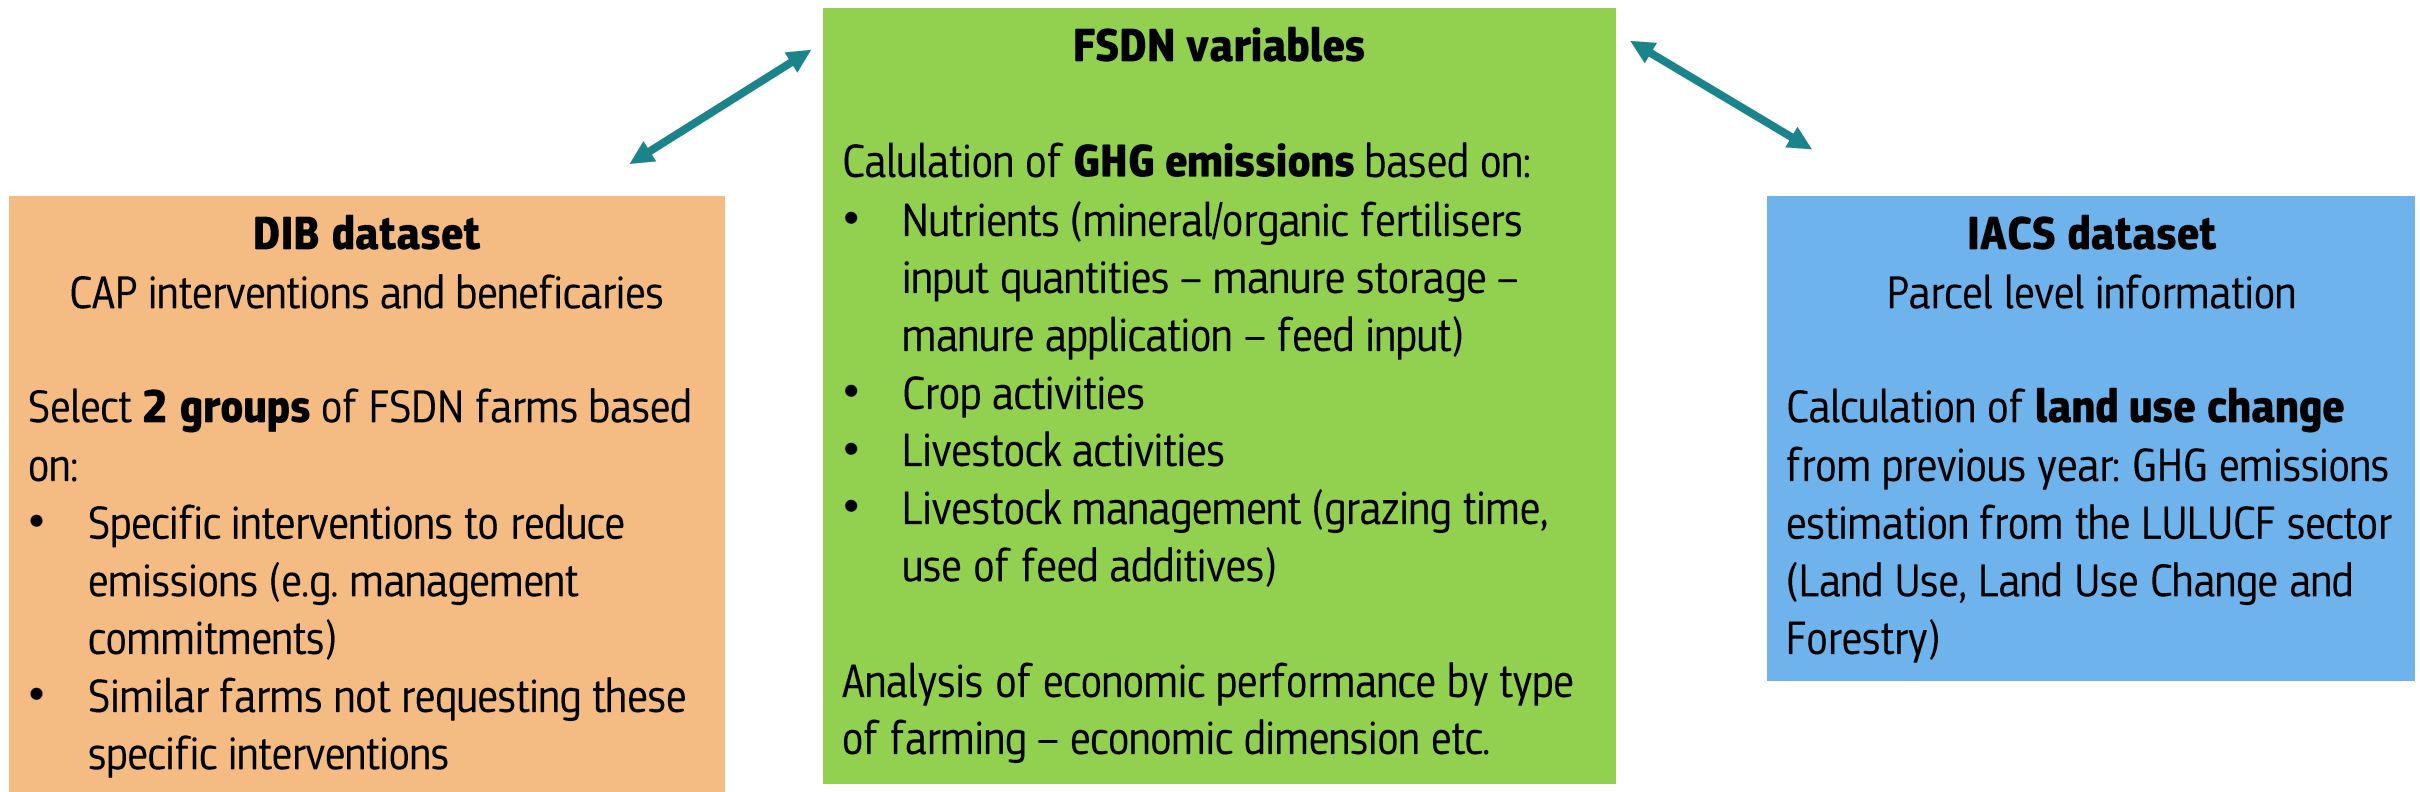 DIB dataset
CAP interventions and beneficaries
Select 2 groups of FSDN farms based
on:
• Specific interventions to reduce
emissions (e.g. management
commitments)
• Similar farms not requesting these
specific interventions
FSDN variables
Calulation of GHG emissions based on:
• Nutrients (mineral/organic fertilisers
input quantities – manure storage –
manure application – feed input)
• Crop activities
• Livestock activities
• Livestock management (grazing time,
use of feed additives)
Analysis of economic performance by type
of farming – economic dimension etc.
IACS dataset
Parcel level information
Calculation of land use change
from previous year: GHG emissions
estimation from the LULUCF sector
(Land Use, Land Use Change and
Forestry)